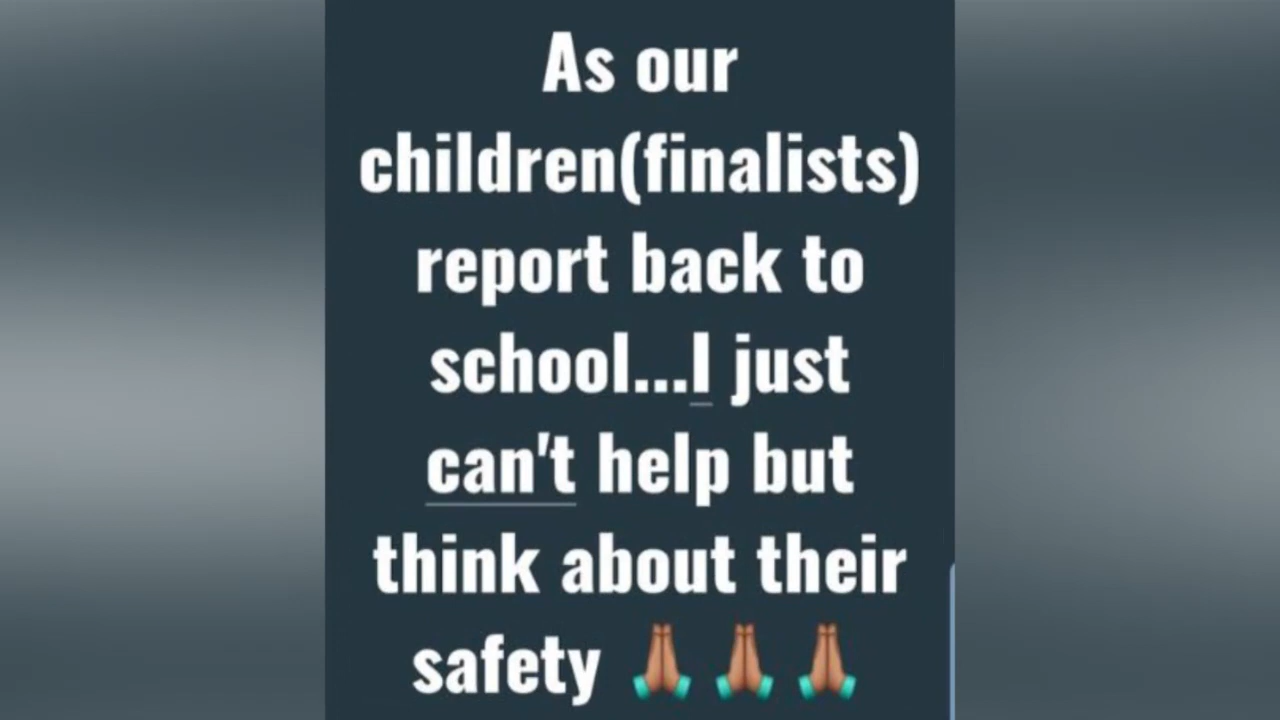 As our
children(finalists)
report back to
school...I just
can't help but
think about their
safety 🙏🏾 🙏🏾 🙏🏾